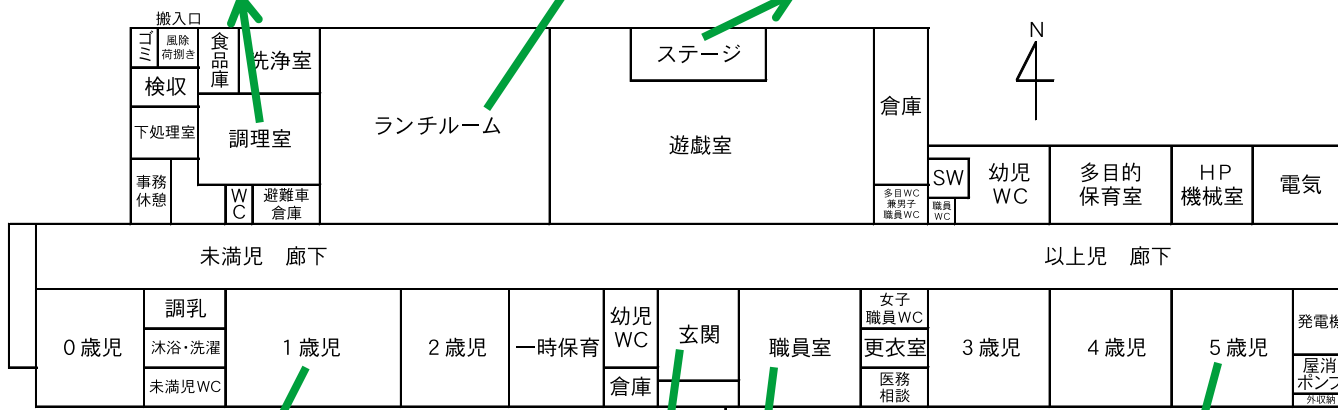 搬入口
ゴミ
風除
荷捌き
食品庫
洗浄室
ステージ
N
検収
倉庫
下処理室
調理室
ランチルーム
遊戯室
事務
休憩
WC
避難車
倉庫
多目WC
兼男子
職員WC
SW
職員
WC
幼児
WC
多目的
保育室
HP
機械室
電気
未満児 廊下
以上児 廊下
0歳児
調乳
沐浴・洗濯
未満児WC
1歳児
2歳児
一時保育
幼児
WC
倉庫
玄関
職員室
女子
職員WC
更衣室
医務
相談
3歳児
4歳児
5歳児
発電機
屋消
ポンプ
外収納